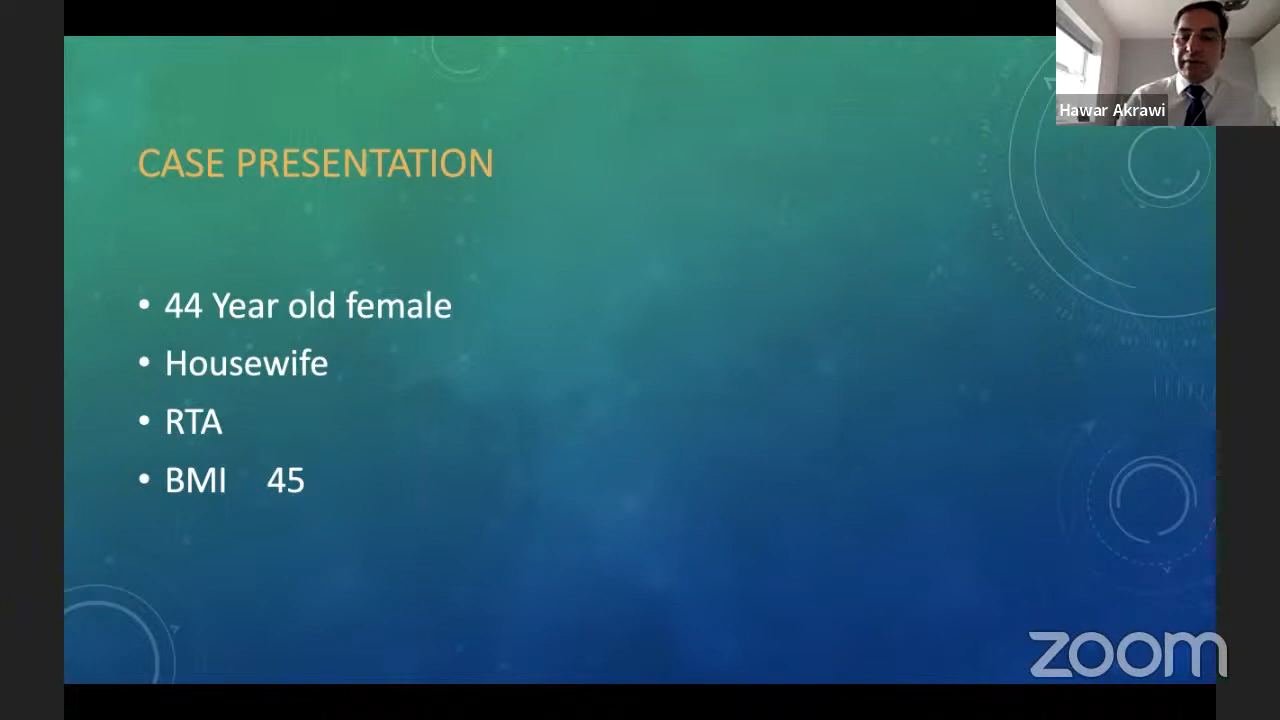 Hawar Akrawi
CASE PRESENTATION
• 44 Year old female
• Housewife
• RTA
• BMI 45
zoom